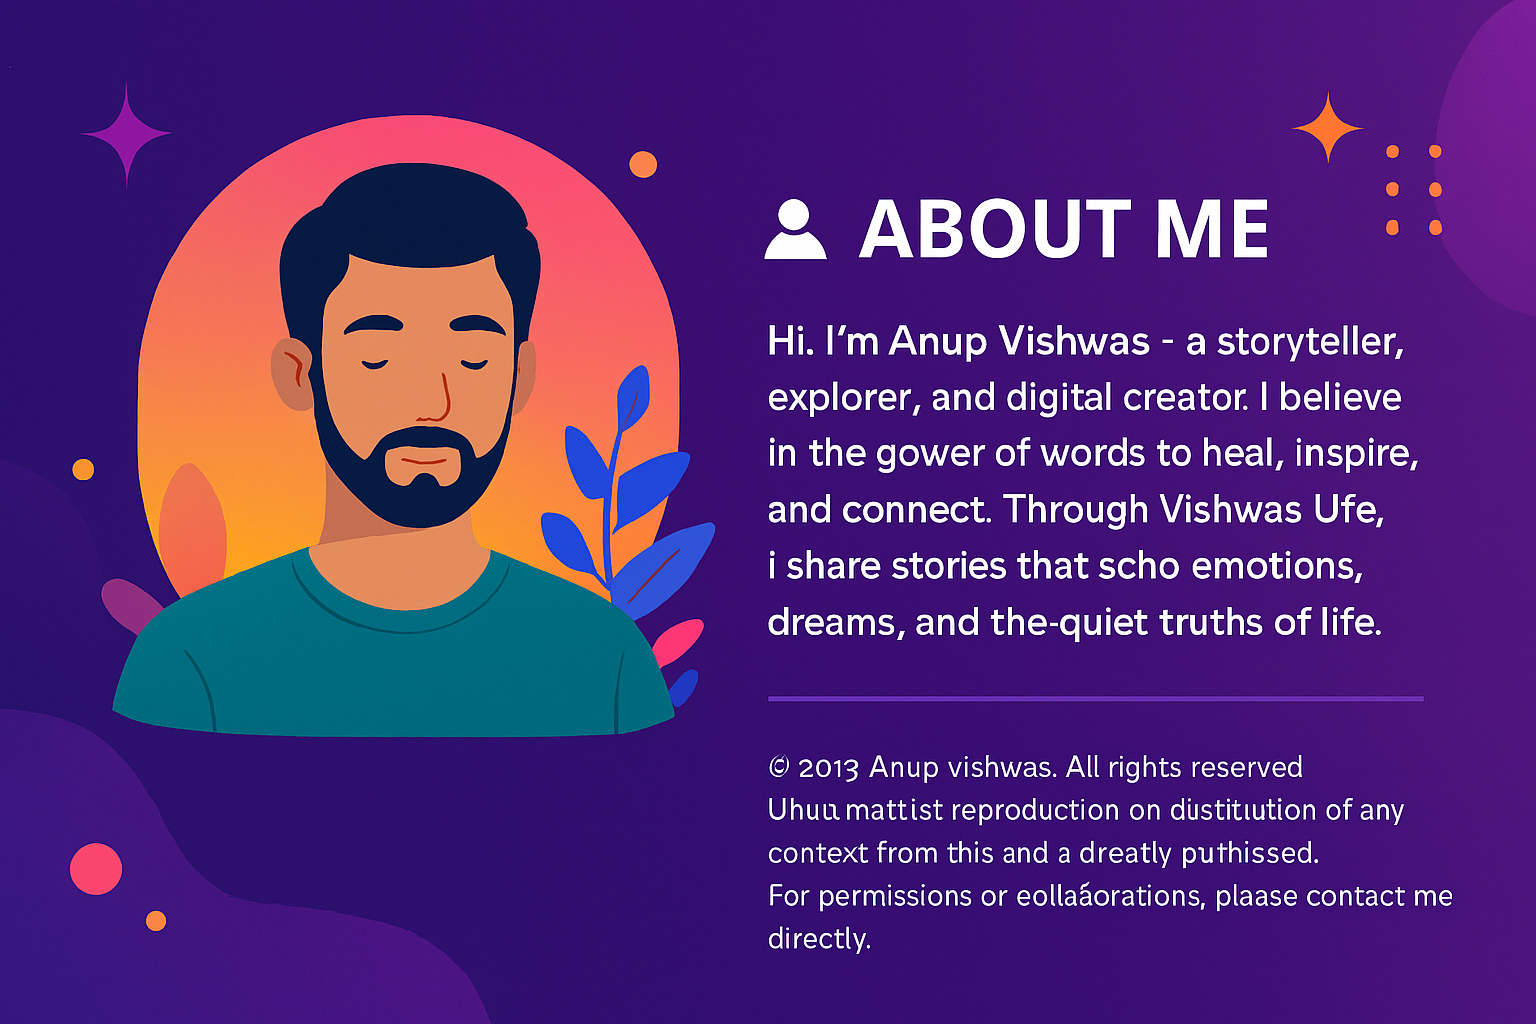 ABOUT ME
Hi. I'm Anup Vishwas - a storyteller,
explorer, and digital creator. I believe
in the gower of words to heal, inspire,
and connect. Through Vishwas Ufe,
i share stories that scho emotions,
dreams, and the-quiet truths of life.
© 2013 Anup vishwas. All rights reserved
mattist reproduction on of any
context from this and a dreatly puthissed.
For permissions or eollaáorations, plaase contact me
directly.